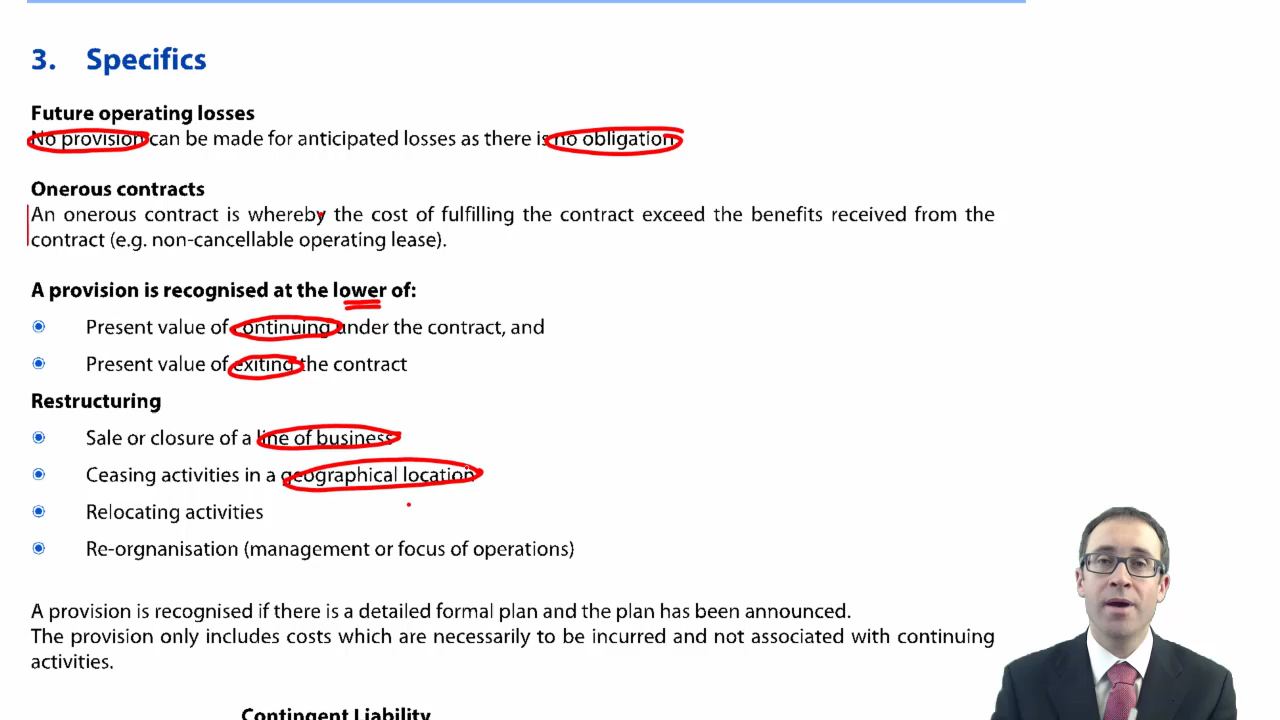 3. Specifics
Future operating losses
No provision can be made for anticipated losses as there is no obligation
Onerous contracts
An onerous contract is whereby the cost of fulfilling the contract exceed the benefits received from the
contract (e.g. non-cancellable operating lease).
A provision is recognised at the lower of:
Present value of continuing under the contract, and
Present value of exiting the contract
Restructuring
Sale or closure of a line of business
Ceasing activities in a geographical location
Relocating activities
Re-orgnanisation (management or focus of operations)
A provision is recognised if there is a detailed formal plan and the plan has been announced.
The provision only includes costs which are necessarily to be incurred and not associated with continuing
activities.
Contingent Liability